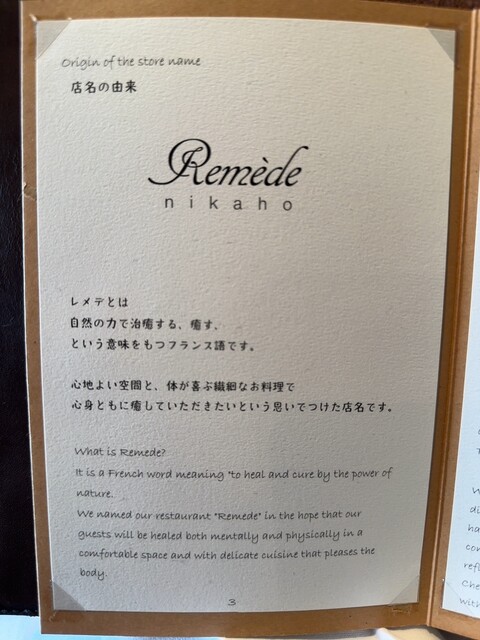 Origin of the store name
店名の由来
Remède
nikaho
レメデとは
自然の力で治癒する、癒す、
という意味をもつフランス語です。
心地よい空間と、体が喜ぶ繊細なお料理で
心身ともに癒していただきたいという思いでつけた店名です。
What is Remede?
It is a French word meaning "to heal and cure by the power of
nature.
We named our restaurant "Remede" in the hope that our
guests will be healed both mentally and physically in a
comfortable space and with delicate cuisine that pleases the
body.
3